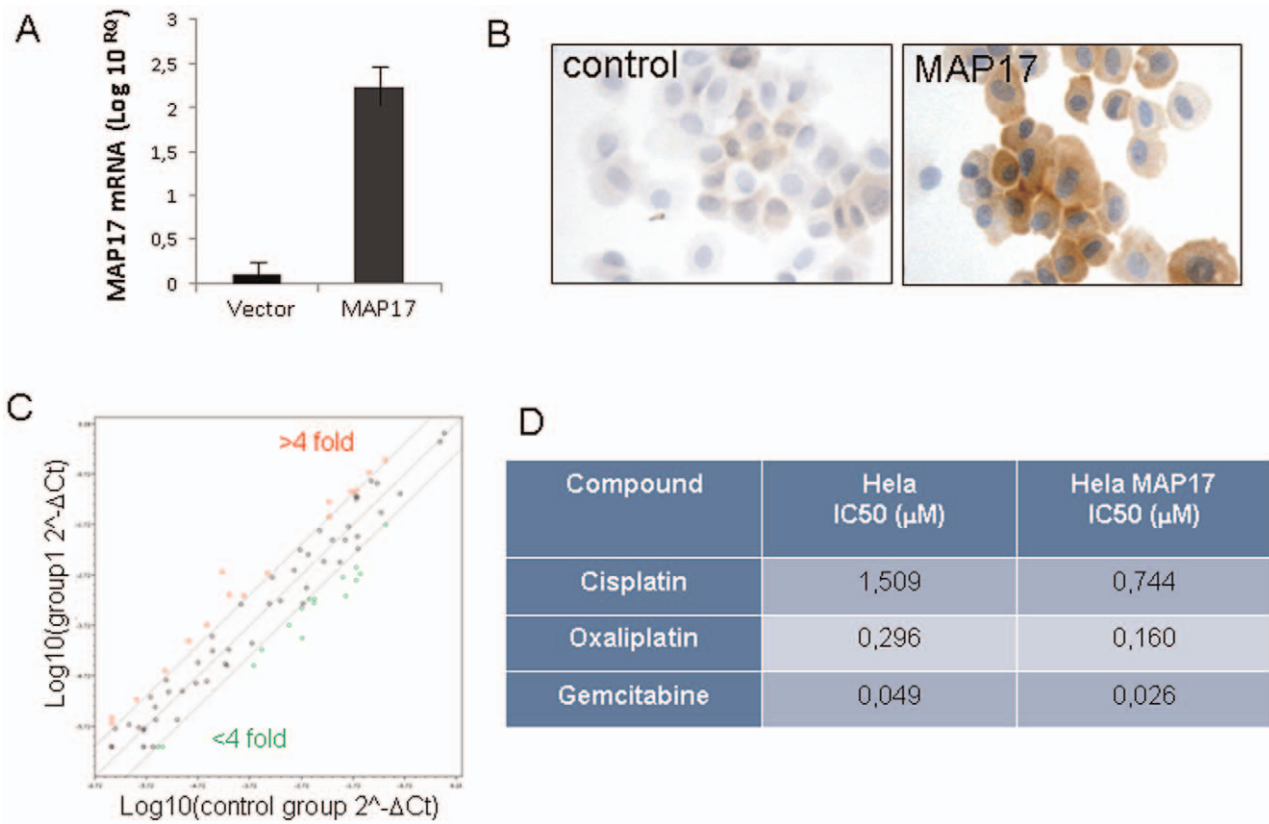 A
MAP17 mRNA (Log 10 RQ)
3
2,5
2
1,5
1
0,5
0
Vector MAP17
B
control
MAP17
C
Log10(group1 2^-ΔCt)
>4 fold
<4 fold
Log10(control group 2^-ΔCt)
D
Compound
Hela
IC50 (μM)
Hela MAP17
IC50 (μM)
Cisplatin 1,509 0,744
Oxaliplatin 0,296 0,160
Gemcitabine 0,049 0,026